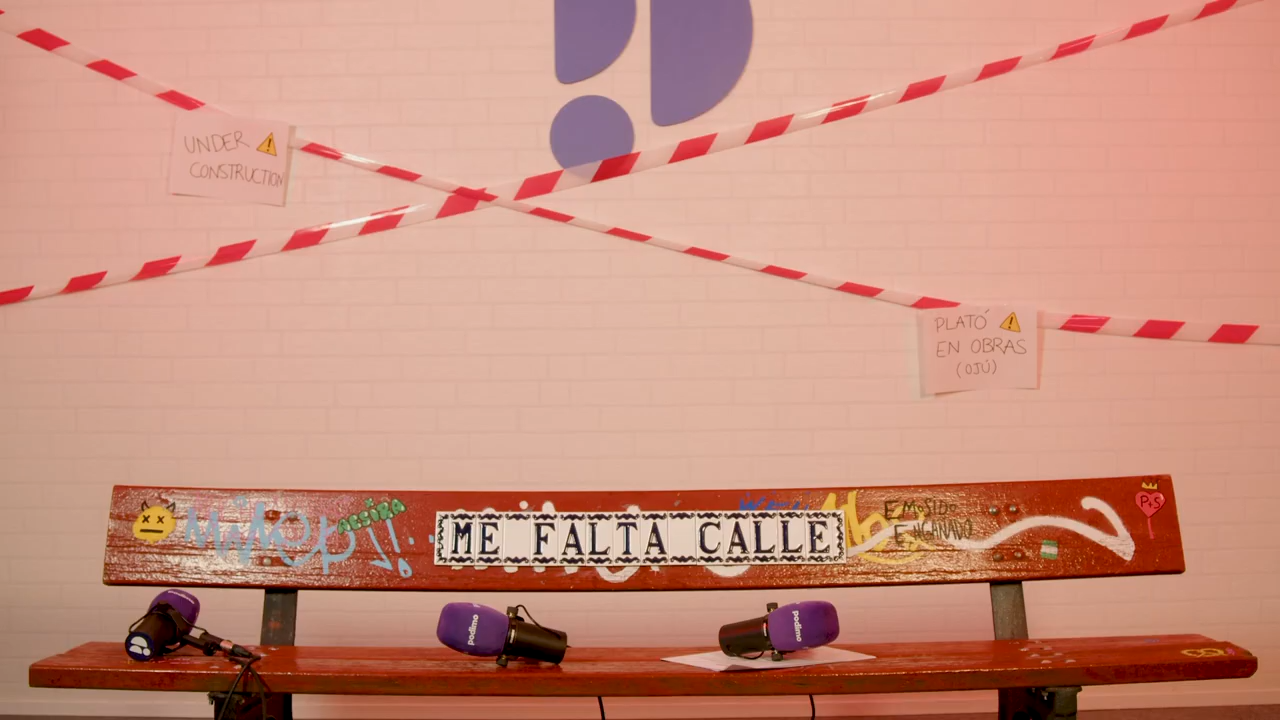 UNDER
CONSTRUCTION
PLATÓ
EN OBRAS
(OJÚ)
ME FALTA CALLE
EMOSIDO
ENGAÑADO
P.S
podimo
podimo